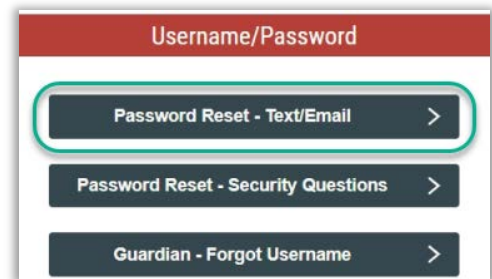 Username/Password
Password Reset - Text/Email
Password Reset - Security Questions
Guardian - Forgot Username